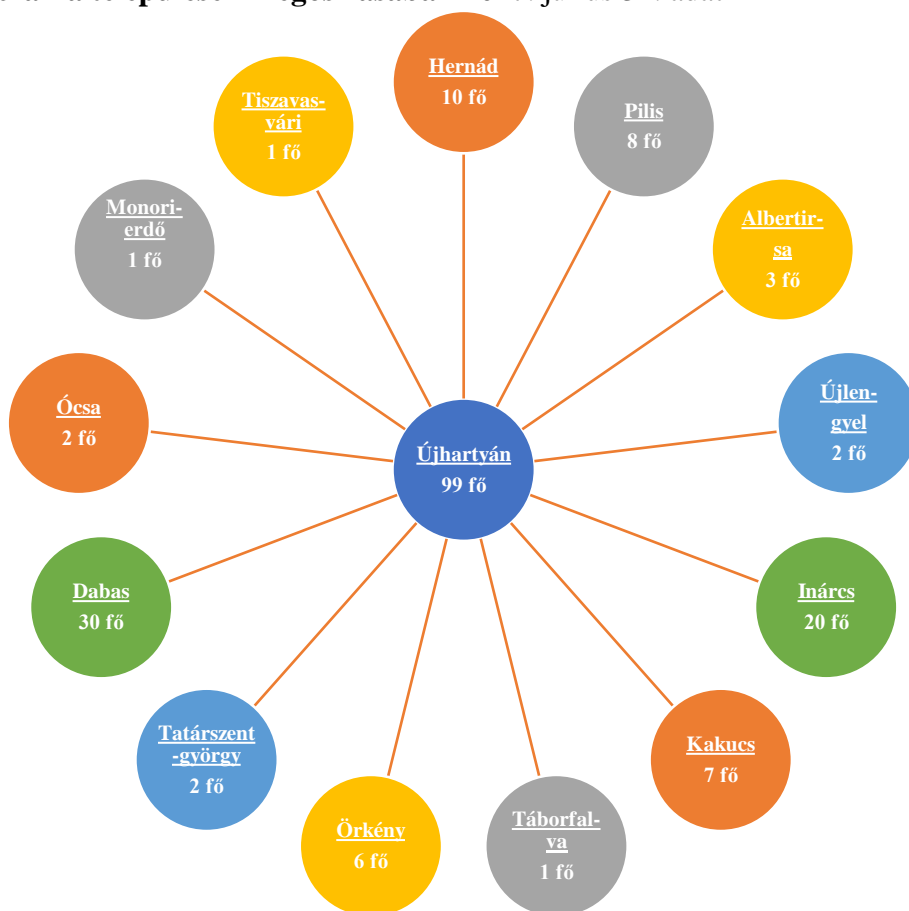 Hernád
10 fő
Pilis
8 fő
Albertir-
sa
3 fő
Újlen-
gyel
2 fő
Inárcs
20 fő
Kakucs
7 fő
Táborfal-
va
1 fő
Örkény
6 fő
Tatárszent
-györgy
2 fő
Dabas
30 fő
Ócsa
2 fő
Monori-
erdő
1 fő
Tiszavas-
vári
1 fő
Újhartyán
99 fő